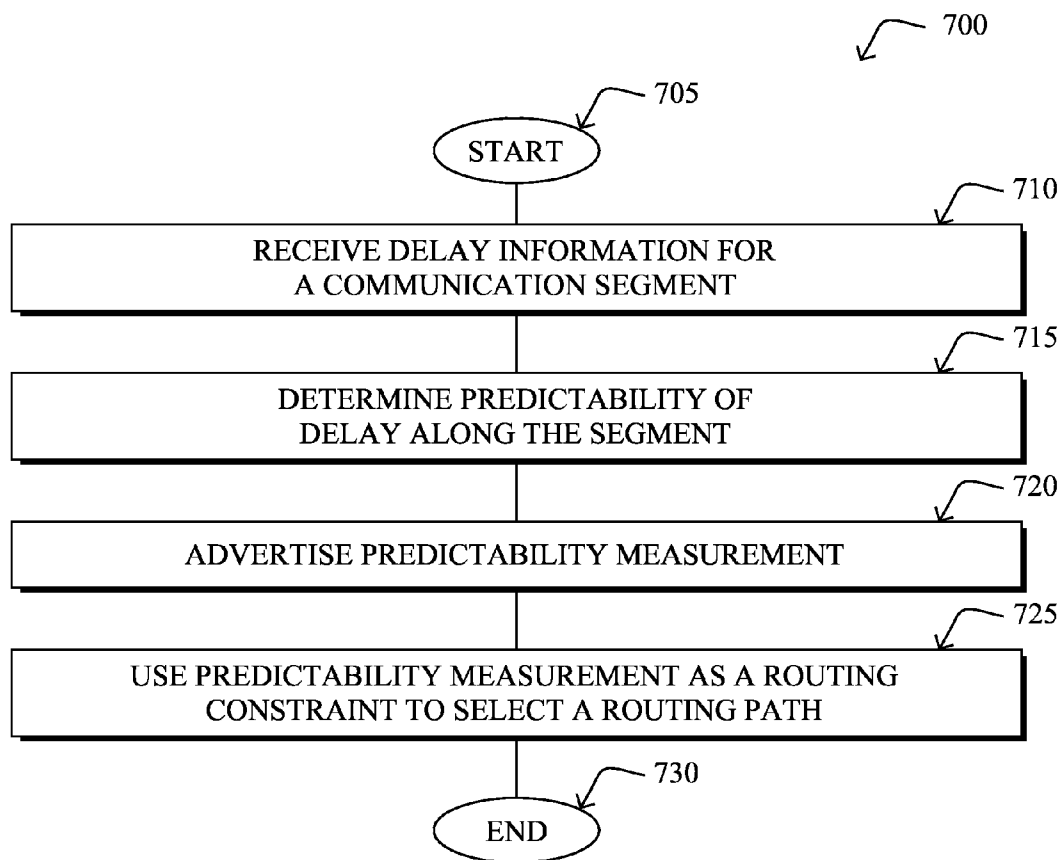 700
705
START
710
RECEIVE DELAY INFORMATION FOR
A COMMUNICATION SEGMENT
715
DETERMINE PREDICTABILITY OF
DELAY ALONG THE SEGMENT
720
ADVERTISE PREDICTABILITY MEASUREMENT
725
USE PREDICTABILITY MEASUREMENT AS A ROUTING
CONSTRAINT TO SELECT A ROUTING PATH
730
END